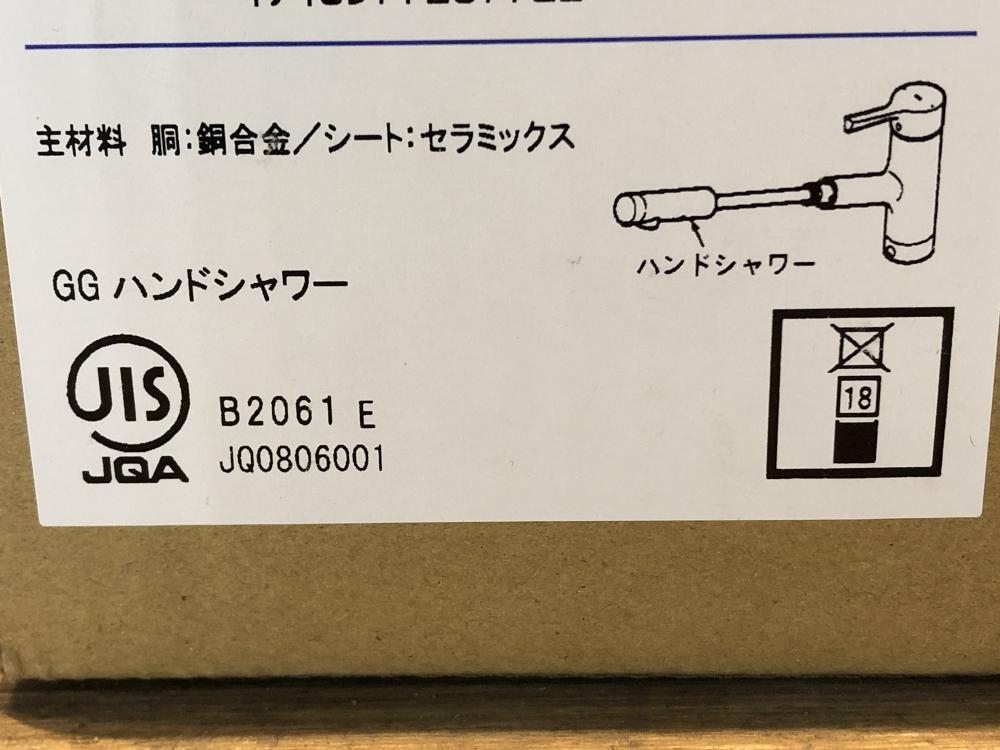 主材料 胴:銅合金/シート:セラミックス
ハンドシャワー
GG ハンドシャワー
JIS
B2061 E
JQA
JQ0806001
18